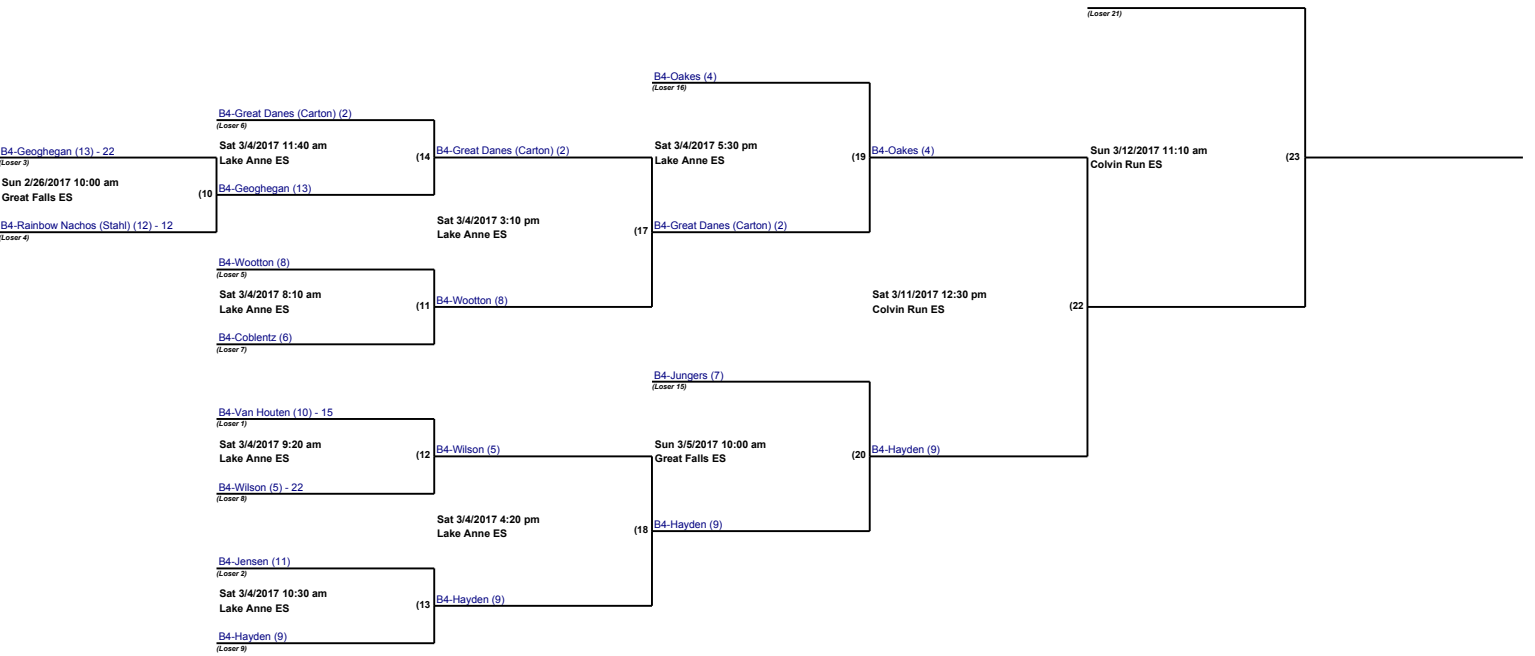 (Loser 21)
B4-Oakes (4)
(Loser 16)
B4-Great Danes (Carton) (2)
(Loser 6)
Sat 3/4/2017 11:40 am
Lake Anne ES
(14
B4-Great Danes (Carton) (2)
Sat 3/4/2017 5:30 pm
Lake Anne ES
(19
B4-Oakes (4)
Sun 3/12/2017 11:10 am
Colvin Run ES
(23
B4-Geoghegan (13) - 22
(Loser 3)
Sun 2/26/2017 10:00 am
Great Falls ES
(10
B4-Geoghegan (13)
B4-Rainbow Nachos (Stahl) (12) - 12
(Loser 4)
Sat 3/4/2017 3:10 pm
Lake Anne ES
(17
B4-Great Danes (Carton) (2)
B4-Wootton (8)
(Loser 5)
Sat 3/4/2017 8:10 am
Lake Anne ES
(11
B4-Wootton (8)
B4-Coblentz (6)
(Loser 7)
Sat 3/11/2017 12:30 pm
Colvin Run ES
(22
B4-Jungers (7)
(Loser 15)
B4-Van Houten (10) - 15
(Loser 1)
Sat 3/4/2017 9:20 am
Lake Anne ES
(12
B4-Wilson (5)
Sun 3/5/2017 10:00 am
Great Falls ES
(20
B4-Hayden (9)
B4-Wilson (5) - 22
(Loser 8)
Sat 3/4/2017 4:20 pm
Lake Anne ES
(18
B4-Hayden (9)
B4-Jensen (11)
(Loser 2)
Sat 3/4/2017 10:30 am
Lake Anne ES
(13
B4-Hayden (9)
B4-Hayden (9)
(Loser 9)